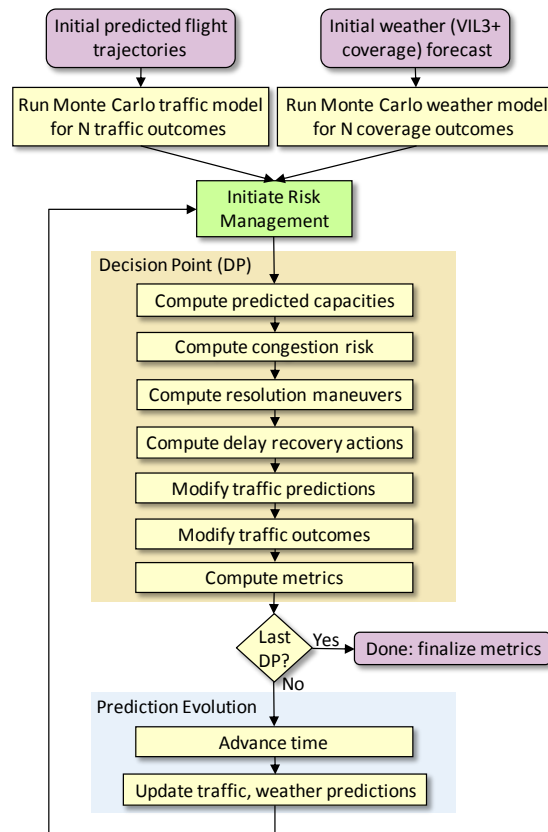 Initial predicted flight
trajectories
Initial weather (VIL3+
coverage) forecast
Run Monte Carlo traffic model
for N traffic outcomes
Run Monte Carlo weather model
for N coverage outcomes
Initiate Risk
Management
Decision Point (DP)
Compute predicted capacities
Compute congestion risk
Compute resolution maneuvers
Compute delay recovery actions
Modify traffic predictions
Modify traffic outcomes
Compute metrics
Last
DP?
Yes
Done: finalize metrics
No
Prediction Evolution
Advance time
Update traffic, weather predictions